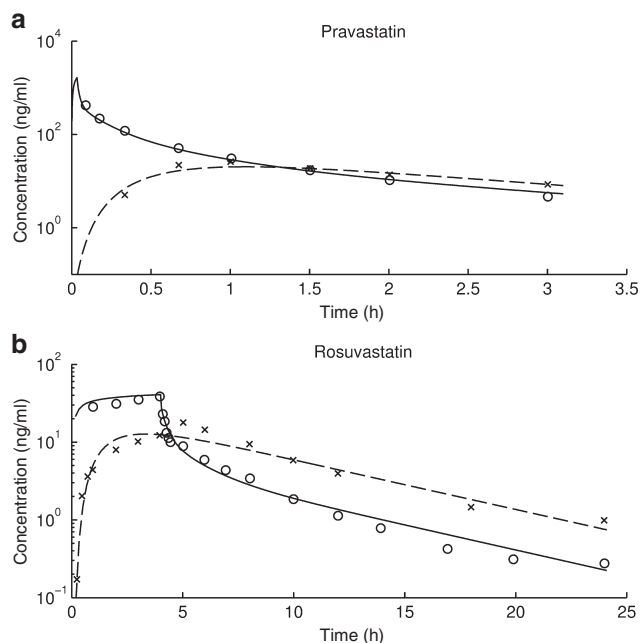 a
Pravastatin
Concentration (ng/ml)
10^4
10^2
10^0
0 0.5 1 1.5 2 2.5 3 3.5
Time (h)
b
Rosuvastatin
Concentration (ng/ml)
10^2
10^1
10^0
10^-1
0 5 10 15 20 25
Time (h)